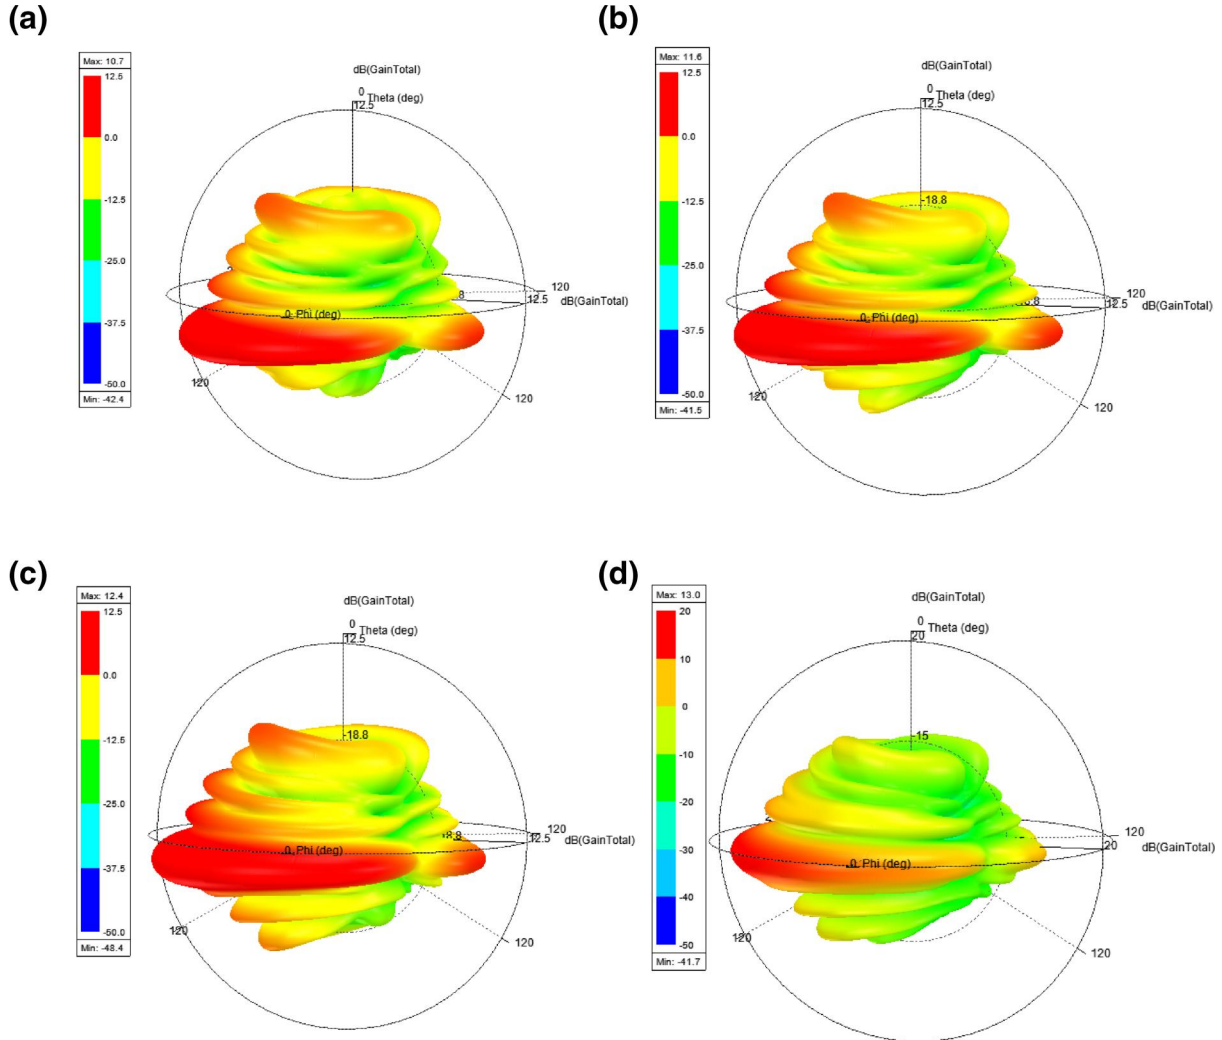 (a)
Max: 10.7
12.5
0.0
-12.5
-25.0
-37.5
-50.0
Min: -42.4
dB(GainTotal)
0
Theta (deg)
12.5
120
12.5
dB(GainTotal)
0 Phi (deg)
120
120
(b)
Max: 11.6
12.5
0.0
-12.5
-25.0
-37.5
-50.0
Min: -41.5
dB(GainTotal)
0
Theta (deg)
12.5
-18.8
120
12.5
dB(GainTotal)
0 Phi (deg)
120
120
(c)
Max: 12.4
12.5
0.0
-12.5
-25.0
-37.5
-50.0
Min: -48.4
dB(GainTotal)
0
Theta (deg)
12.5
-18.8
120
12.5
dB(GainTotal)
0 Phi (deg)
120
120
(d)
Max: 13.0
20
10
0
-10
-20
-30
-40
-50
Min: -41.7
dB(GainTotal)
0
Theta (deg)
20
-15
120
20
dB(GainTotal)
0 Phi (deg)
120
120